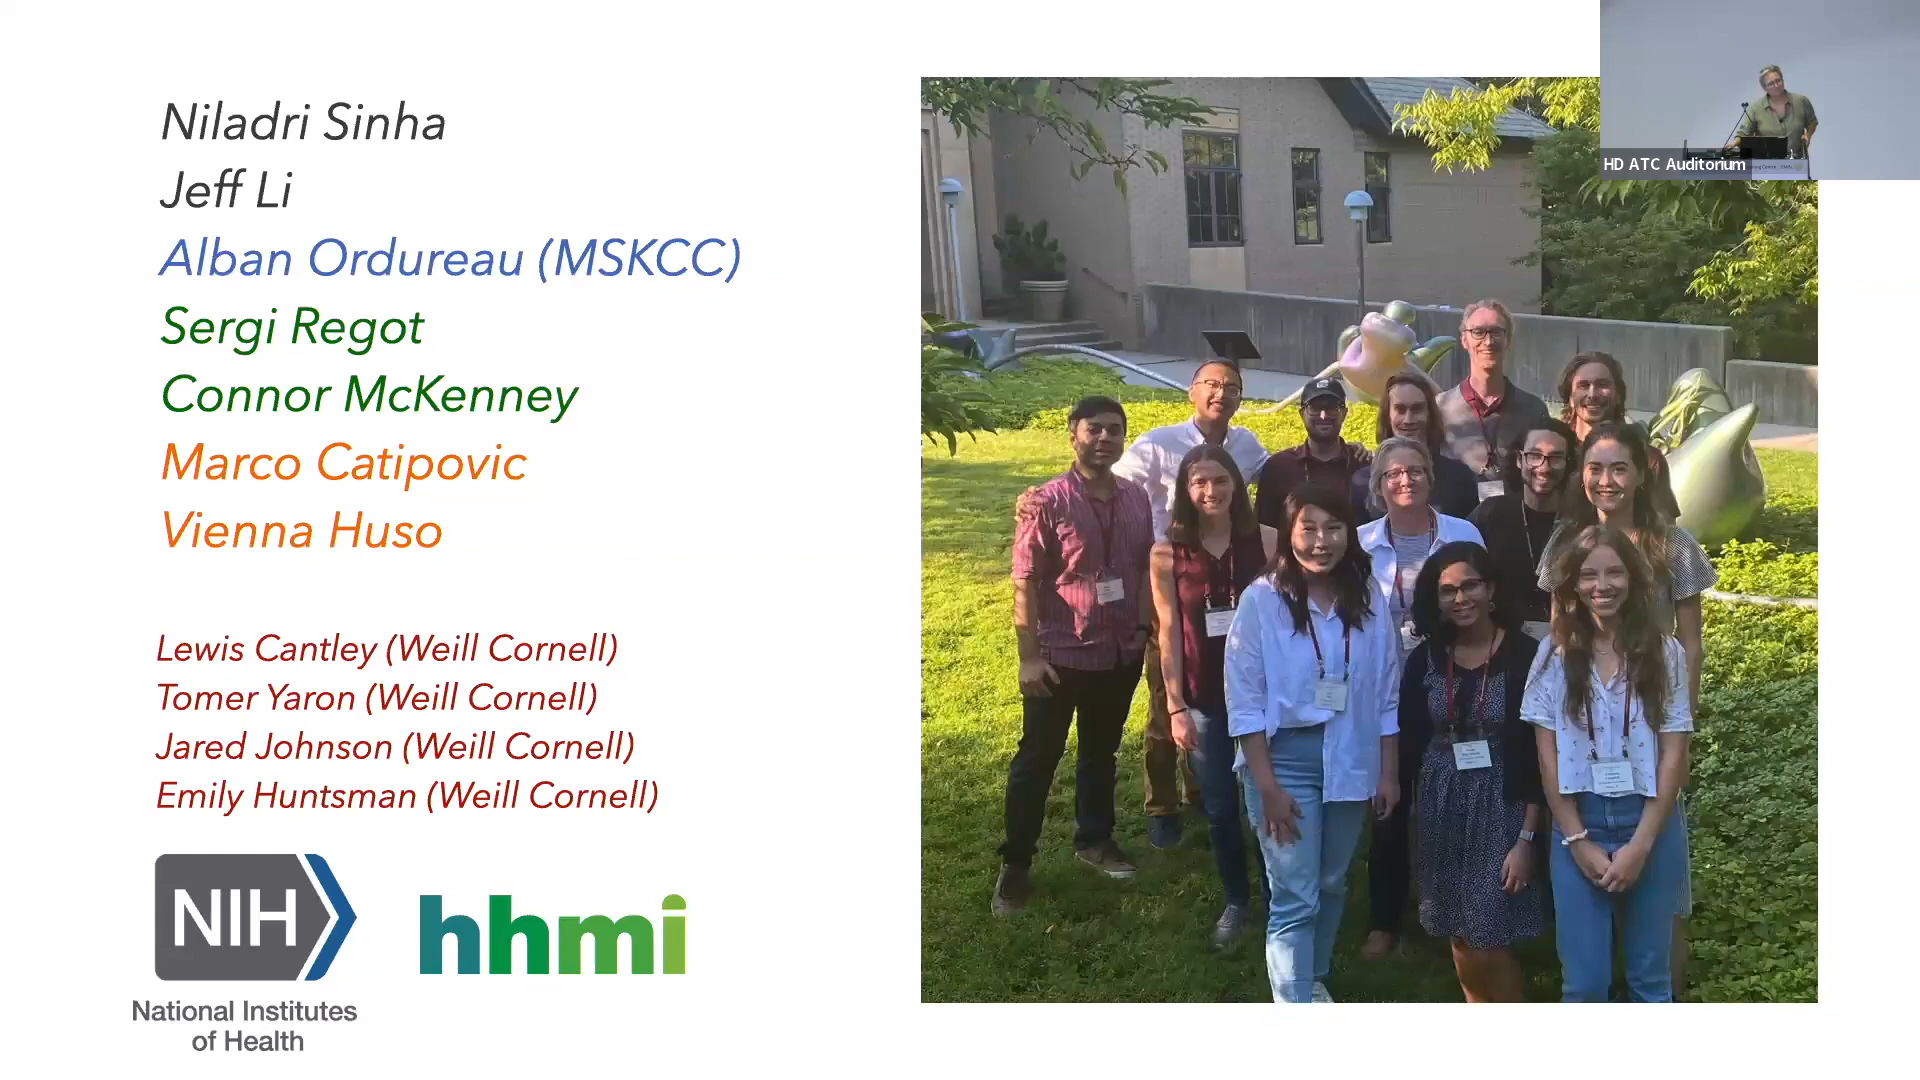 Niladri Sinha
Jeff Li
Alban Ordureau (MSKCC)
Sergi Regot
Connor McKenney
Marco Catipovic
Vienna Huso
Lewis Cantley (Weill Cornell)
Tomer Yaron (Weill Cornell)
Jared Johnson (Weill Cornell)
Emily Huntsman (Weill Cornell)
NIH
National Institutes
of Health
hhmi
HD ATC Auditorium